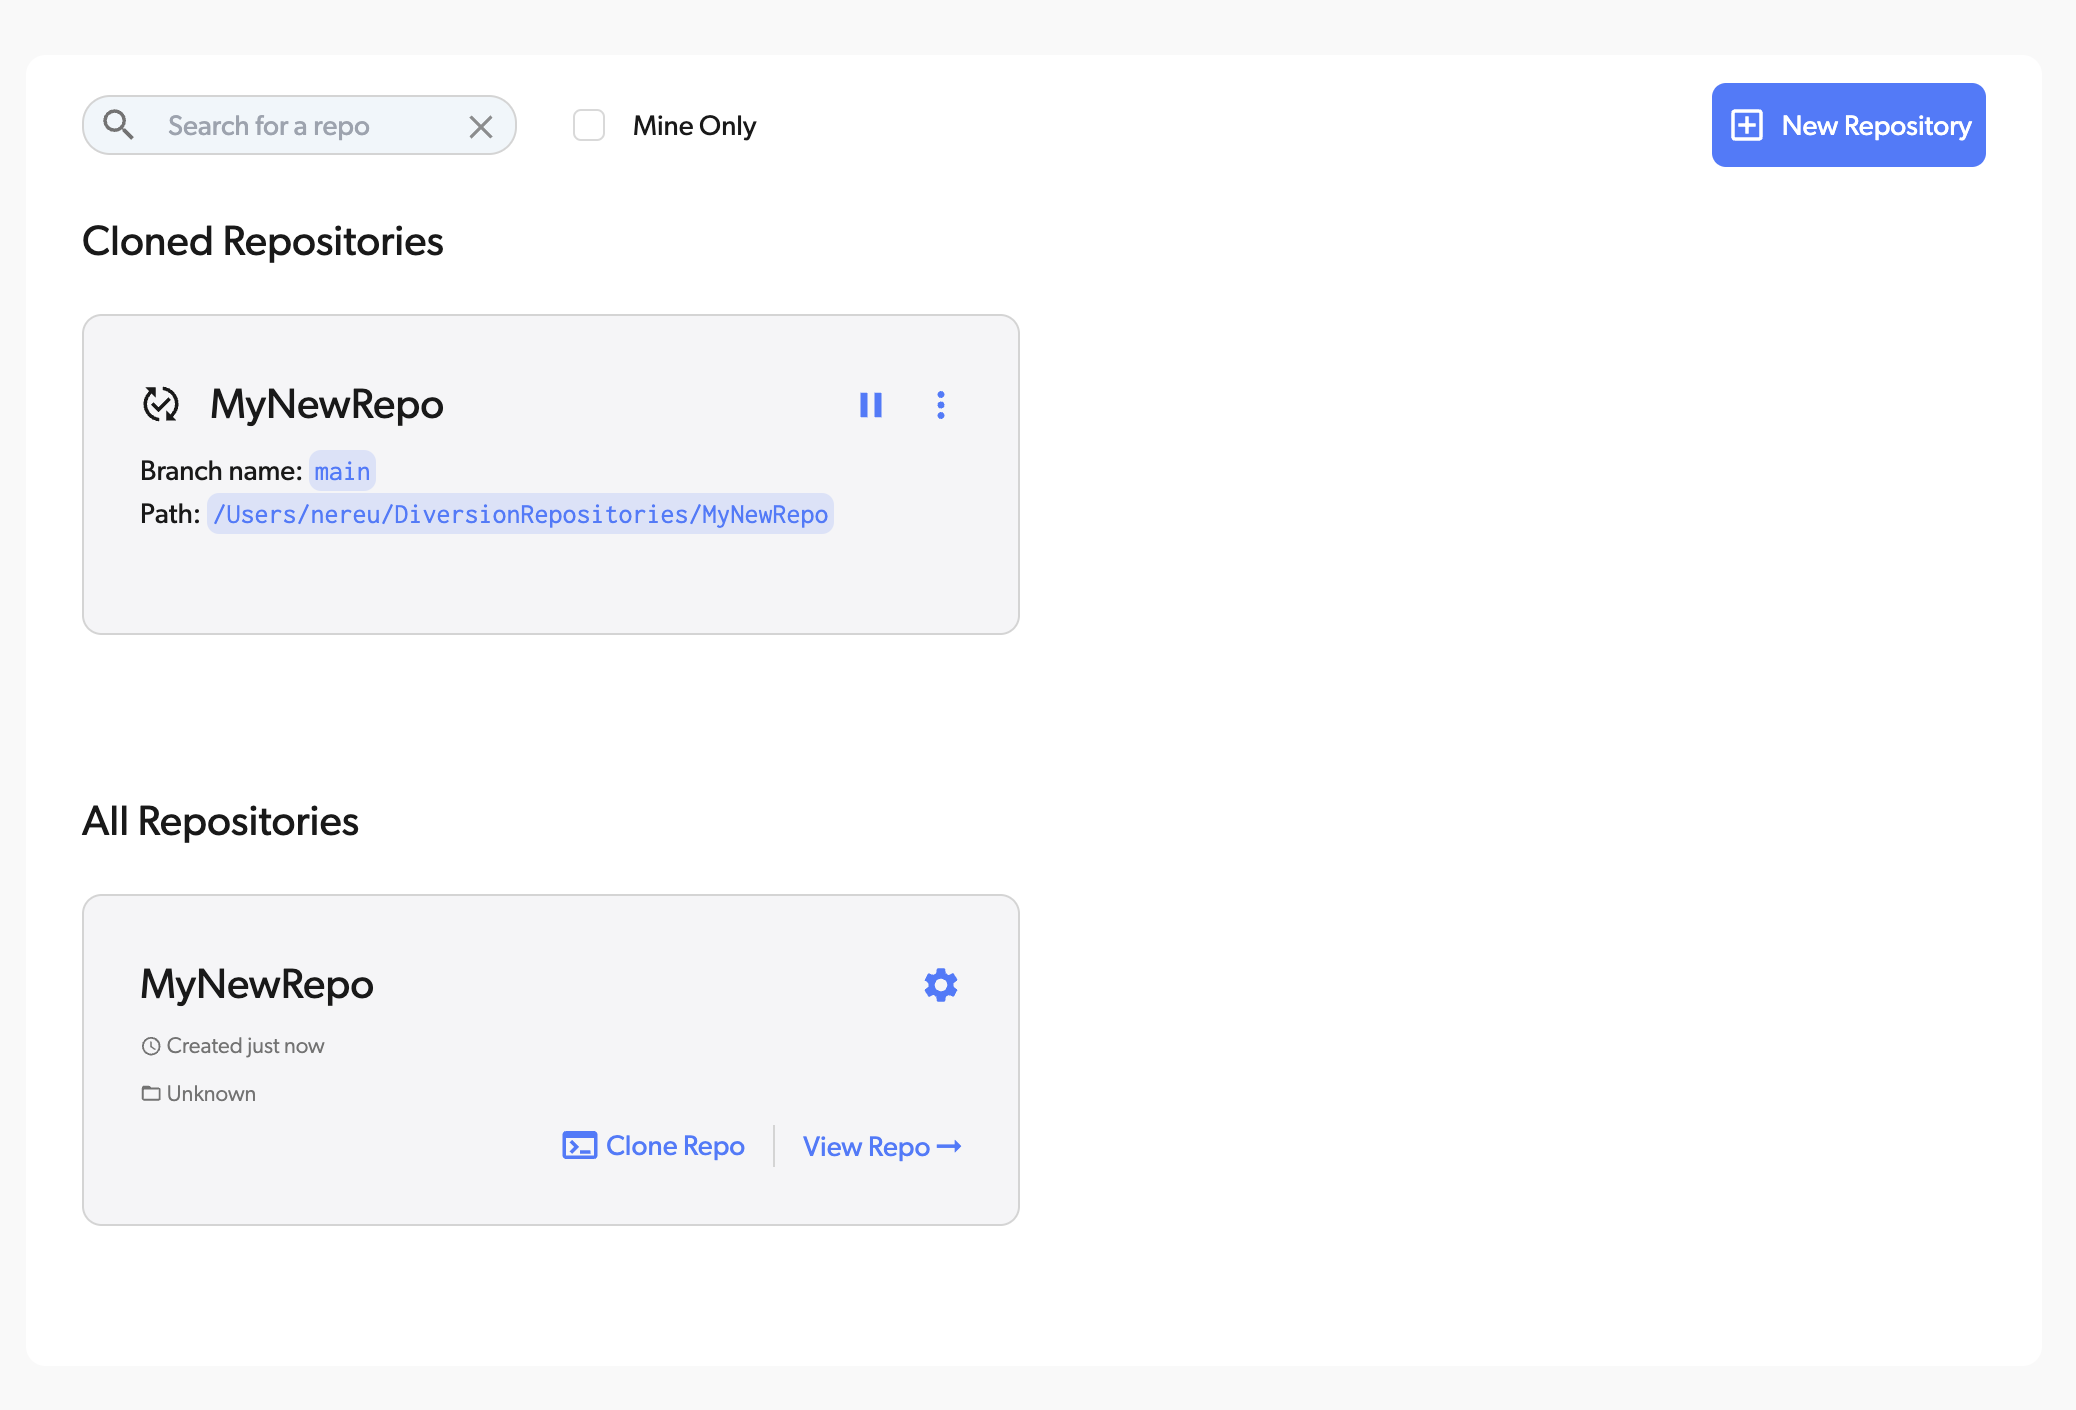 Search for a repo
Mine Only
New Repository
Cloned Repositories
MyNewRepo
Branch name: main
Path: /Users/nereu/DiversionRepositories/MyNewRepo
All Repositories
MyNewRepo
Created just now
Unknown
Clone Repo
View Repo